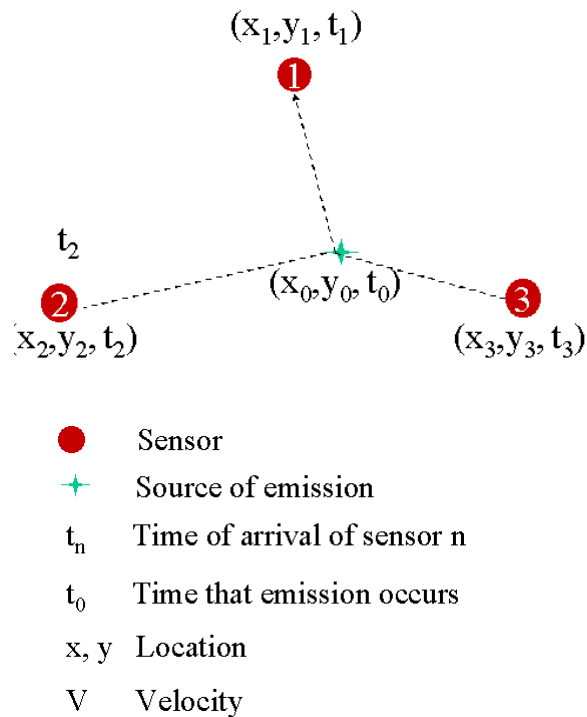 (x₁,y₁, t₁)
1
t₂
2
3
(x₀,y₀, t₀)
(x₂,y₂, t₂)
(x₃,y₃, t₃)
Sensor
Source of emission
tₙ Time of arrival of sensor n
t₀ Time that emission occurs
x, y Location
V Velocity